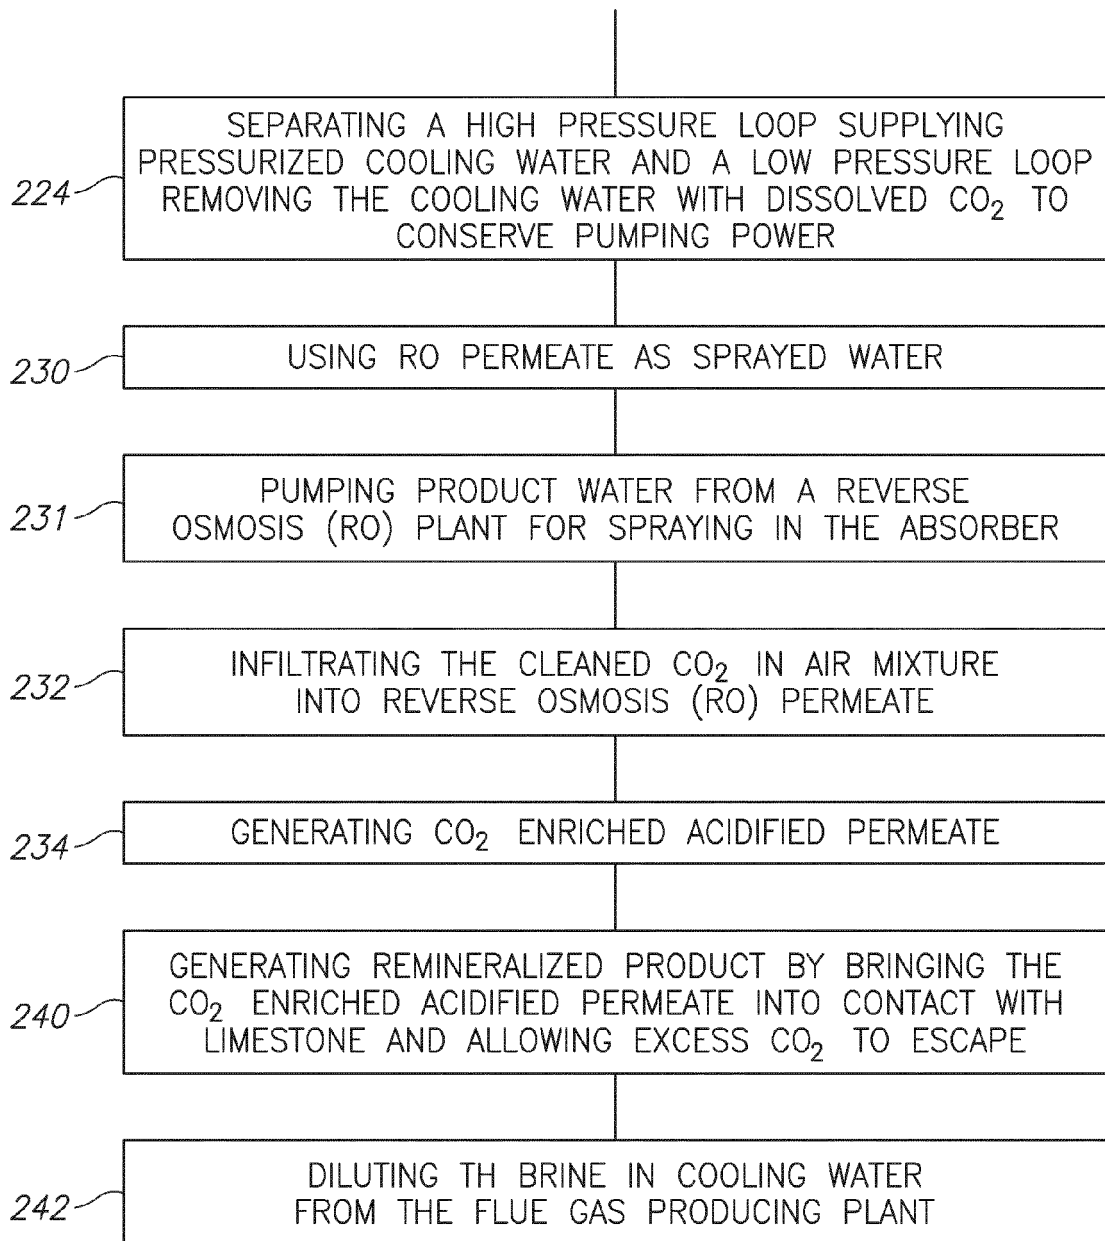 SEPARATING A HIGH PRESSURE LOOP SUPPLYING
PRESSURIZED COOLING WATER AND A LOW PRESSURE LOOP
224
REMOVING THE COOLING WATER WITH DISSOLVED CO₂ TO
CONSERVE PUMPING POWER
230
USING RO PERMEATE AS SPRAYED WATER
PUMPING PRODUCT WATER FROM A REVERSE
231
OSMOSIS (RO) PLANT FOR SPRAYING IN THE ABSORBER
INFILTRATING THE CLEANED CO₂ IN AIR MIXTURE
232
INTO REVERSE OSMOSIS (RO) PERMEATE
234
GENERATING CO₂ ENRICHED ACIDIFIED PERMEATE
GENERATING REMINERALIZED PRODUCT BY BRINGING THE
240
CO₂ ENRICHED ACIDIFIED PERMEATE INTO CONTACT WITH
LIMESTONE AND ALLOWING EXCESS CO₂ TO ESCAPE
DILUTING TH BRINE IN COOLING WATER
242
FROM THE FLUE GAS PRODUCING PLANT